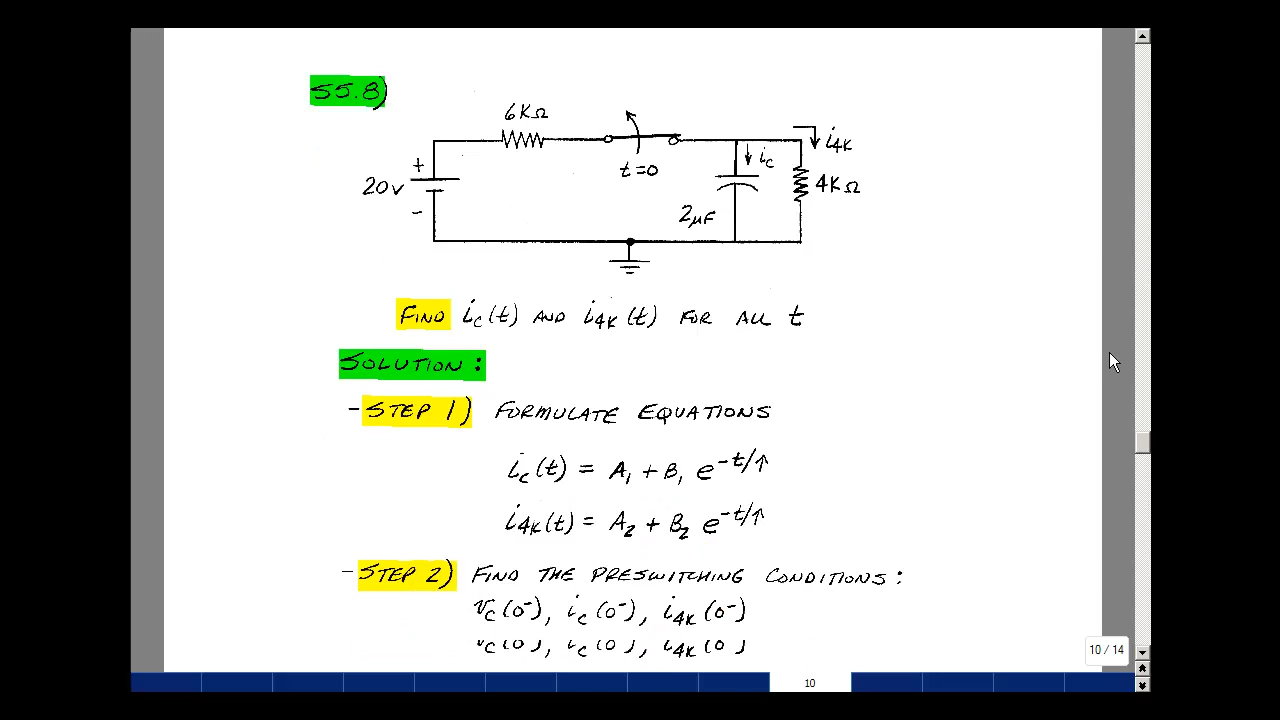 S5.8)
6KΩ
t=0
i4K
ic
+
20V
-
4KΩ
2μF
FIND ic(t) AND i4K(t) FOR ALL t
SOLUTION:
- STEP 1) FORMULATE EQUATIONS
ic(t) = A1 + B1 e^-t/τ
i4K(t) = A2 + B2 e^-t/τ
- STEP 2) FIND THE PRESWITCHING CONDITIONS:
vc(0-), ic(0-), i4K(0-)
10 / 14
10